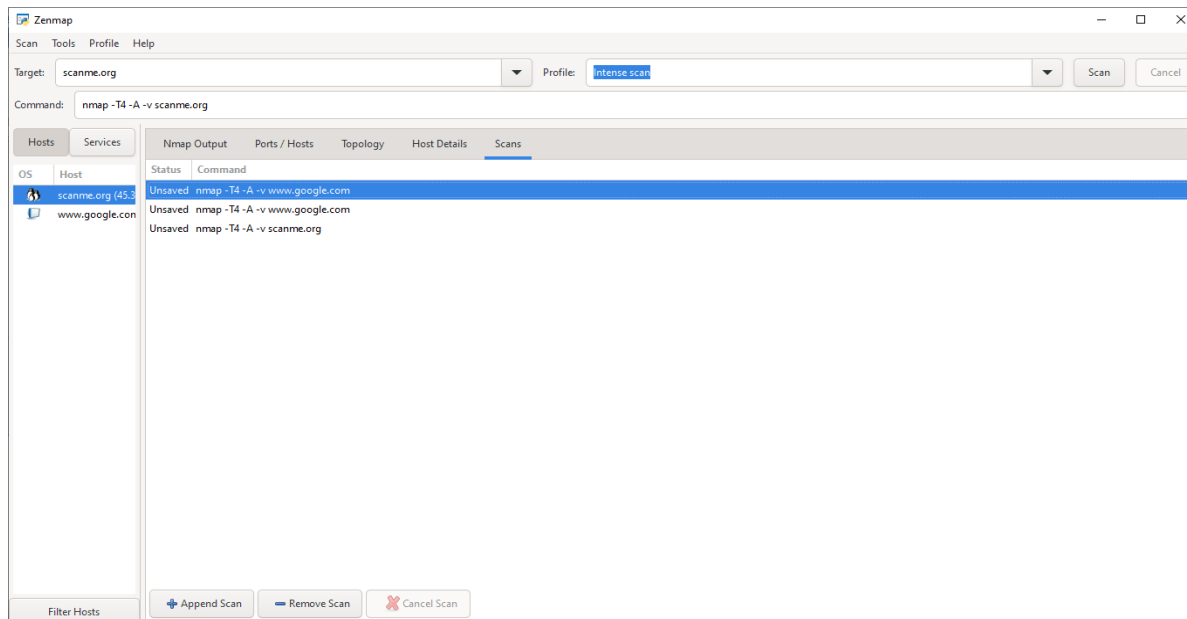 Zenmap
Scan Tools Profile Help
Target: scanme.org Profile: Intense scan Scan Cancel
Command: nmap -T4 -A -v scanme.org
Hosts Services Nmap Output Ports / Hosts Topology Host Details Scans
OS Host Status Command
scanme.org (45.3 Unsaved nmap -T4 -A -v www.google.com
www.google.con Unsaved nmap -T4 -A -v www.google.com
Unsaved nmap -T4 -A -v scanme.org
Filter Hosts Append Scan Remove Scan Cancel Scan